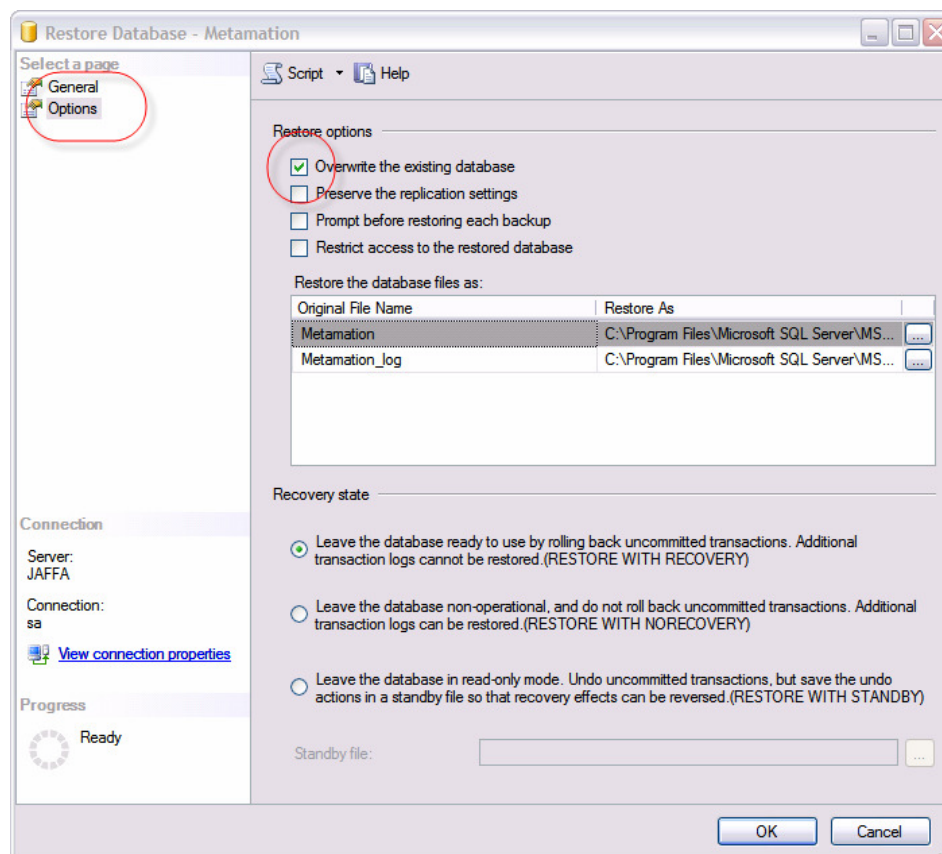 Restore Database - Metamation
Select a page
General
Options
Script
Help
Restore options
Overwrite the existing database
Preserve the replication settings
Prompt before restoring each backup
Restrict access to the restored database
Restore the database files as:
Original File Name Restore As
Metamation C:\Program Files\Microsoft SQL Server\MS... ...
Metamation_log C:\Program Files\Microsoft SQL Server\MS... ...
Recovery state
Leave the database ready to use by rolling back uncommitted transactions. Additional
transaction logs cannot be restored.(RESTORE WITH RECOVERY)
Leave the database non-operational, and do not roll back uncommitted transactions. Additional
transaction logs can be restored.(RESTORE WITH NORECOVERY)
Leave the database in read-only mode. Undo uncommitted transactions, but save the undo
actions in a standby file so that recovery effects can be reversed.(RESTORE WITH STANDBY)
Standby file: ...
Connection
Server:
JAFFA
Connection:
sa
View connection properties
Progress
Ready
OK Cancel